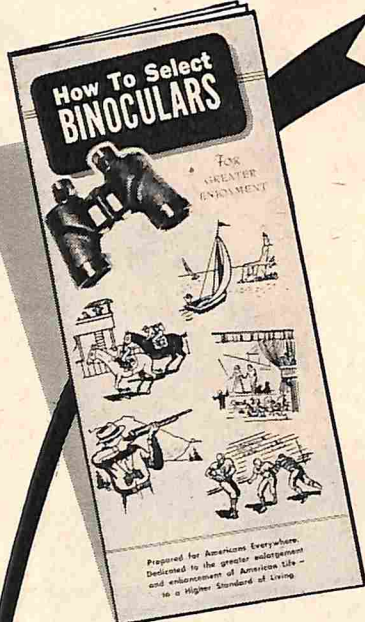 How To Select
BINOCULARS
FOR
GREATER
ENJOYMENT
Prepared for Americans Everywhere.
Dedicated to the greater enlargement
and enhancement of American Life —
to a Higher Standard of Living.